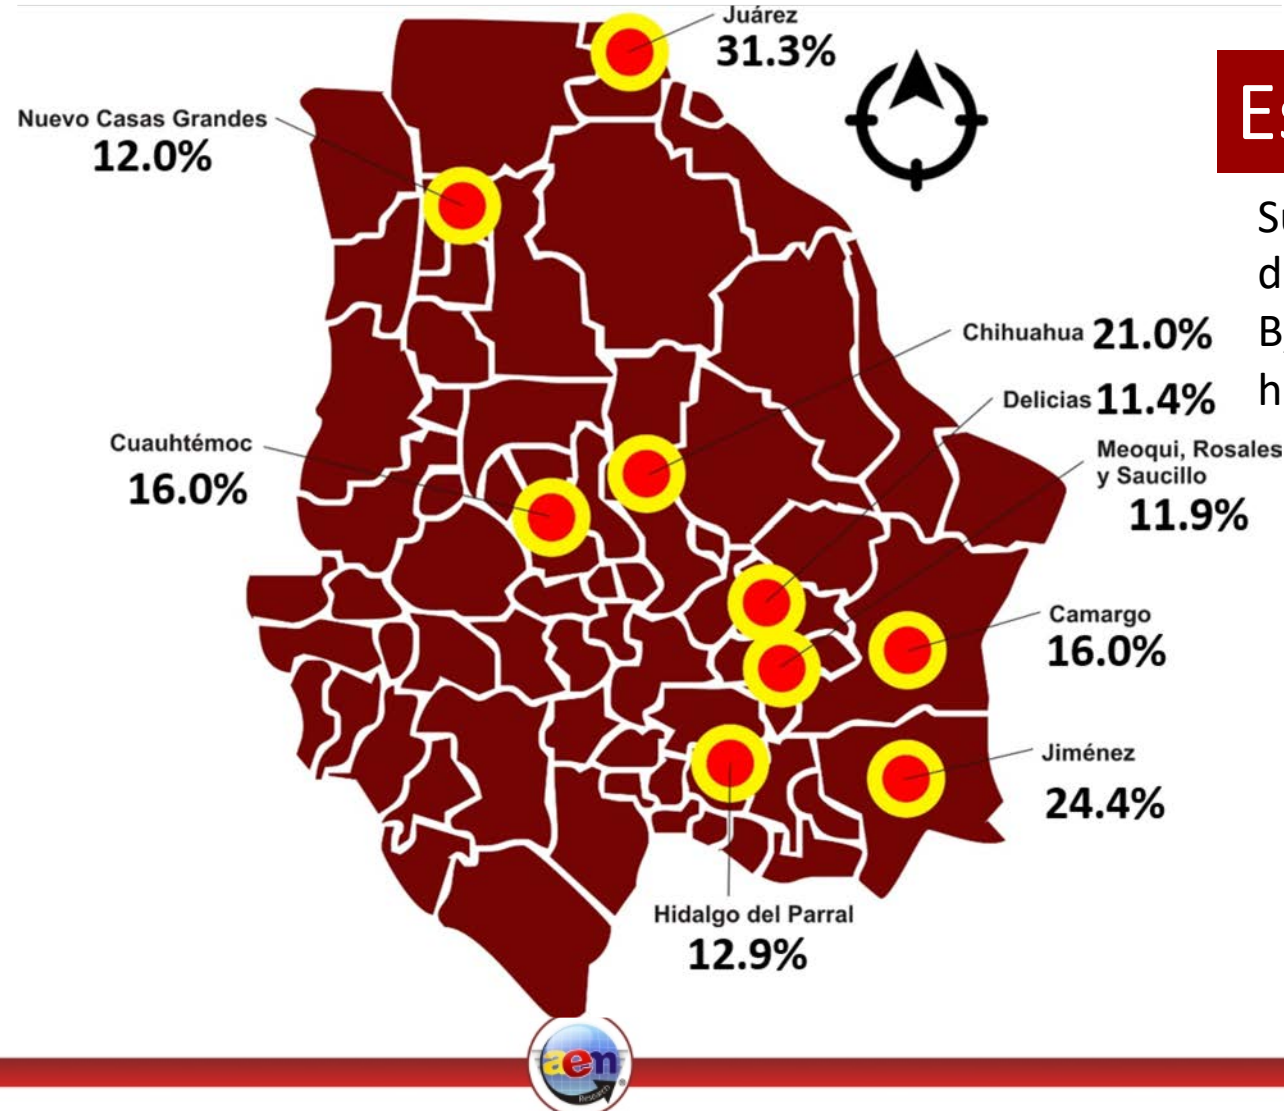 Juárez
31.3%
Nuevo Casas Grandes
12.0%
Chihuahua 21.0%
Delicias 11.4%
Cuauhtémoc
16.0%
Meoqui, Rosales
y Saucillo
11.9%
Camargo
16.0%
Jiménez
24.4%
Hidalgo del Parral
12.9%
aen
Research